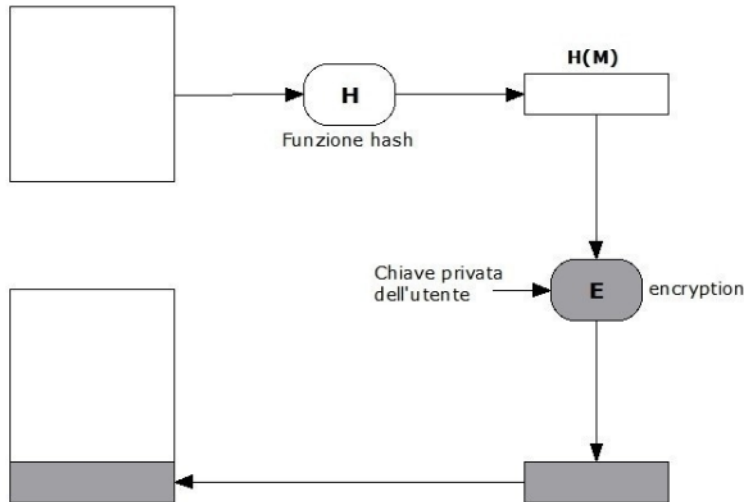 H(M)
H
Funzione hash
Chiave privata
dell'utente
E
encryption